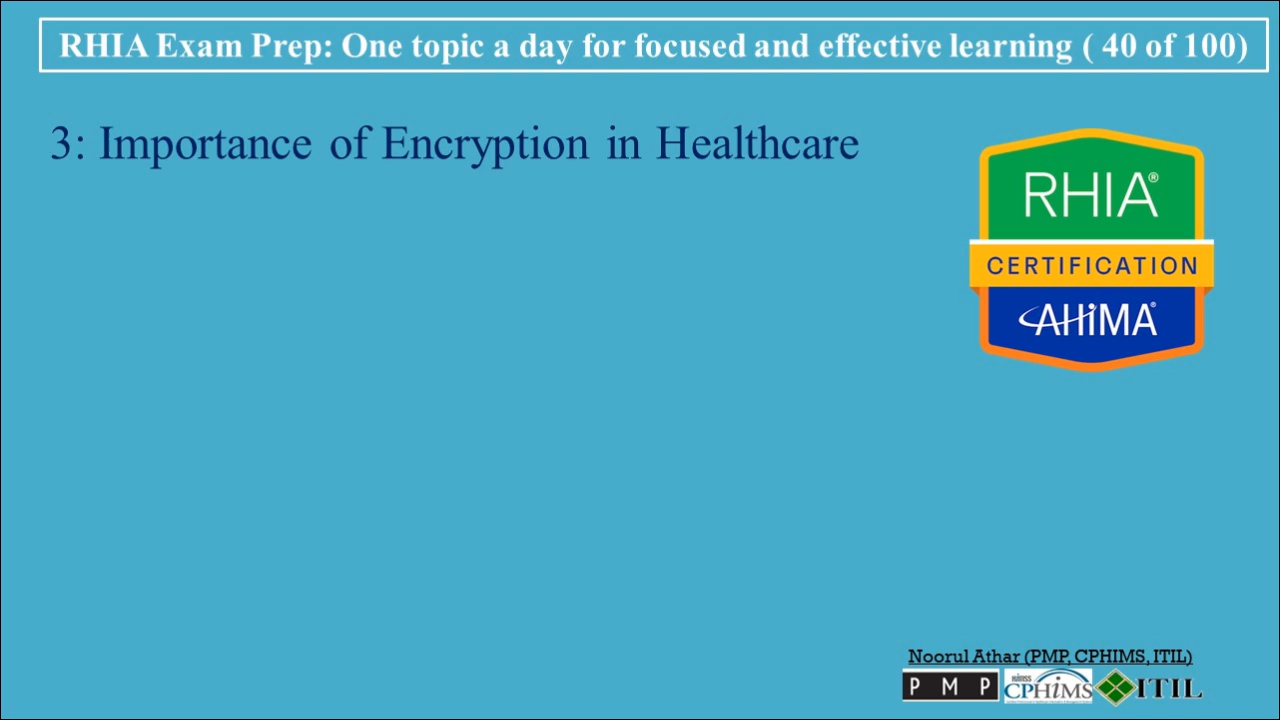 RHIA Exam Prep: One topic a day for focused and effective learning ( 40 of 100)
3: Importance of Encryption in Healthcare
RHIA®
CERTIFICATION
AHiMA®
Noorul Athar (PMP, CPHIMS, ITIL)
PMP
himss
CPHiMS
ITIL